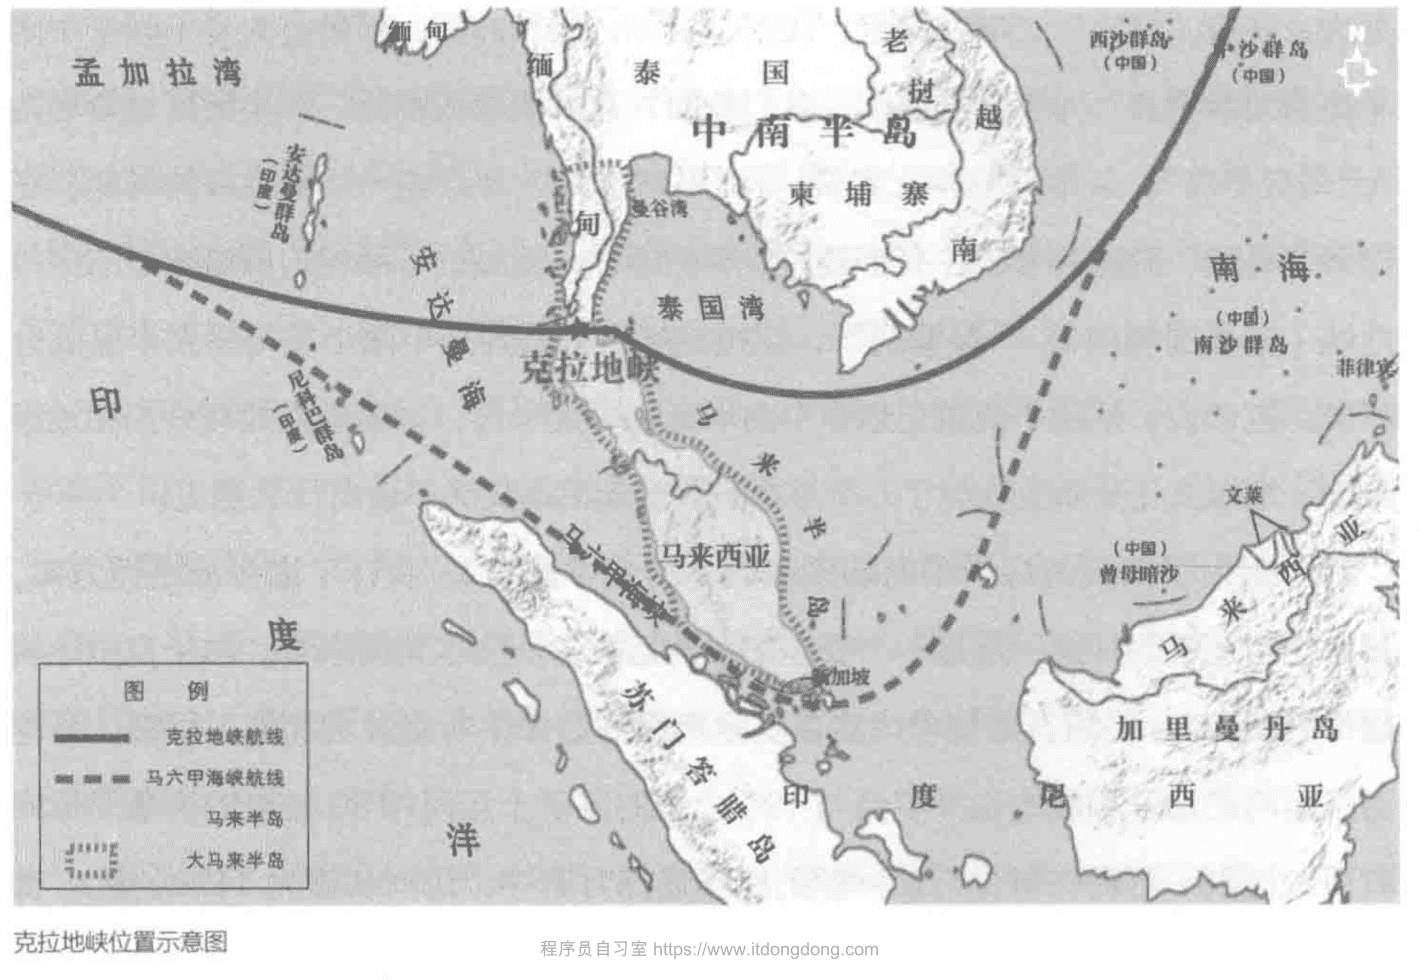 缅甸
孟加拉湾
缅
泰国
老
挝
越
西沙群岛
(中国)
沙群岛
(中国)
N
中南半岛
安达曼群岛
(印度)
柬埔寨
甸
曼谷湾
南
安达曼海
泰国湾
南海
(中国)
南沙群岛
克拉地峡
菲律宾
印
尼科巴群岛
(印度)
马来半岛
文莱
马六甲海峡
马来西亚
(中国)
曾母暗沙
马来西亚
度
新加坡
图例
克拉地峡航线
马六甲海峡航线
马来半岛
大马来半岛
苏门答腊岛
加里曼丹岛
印度尼西亚
洋
克拉地峡位置示意图
程序员自习室 https://www.itdongdong.com